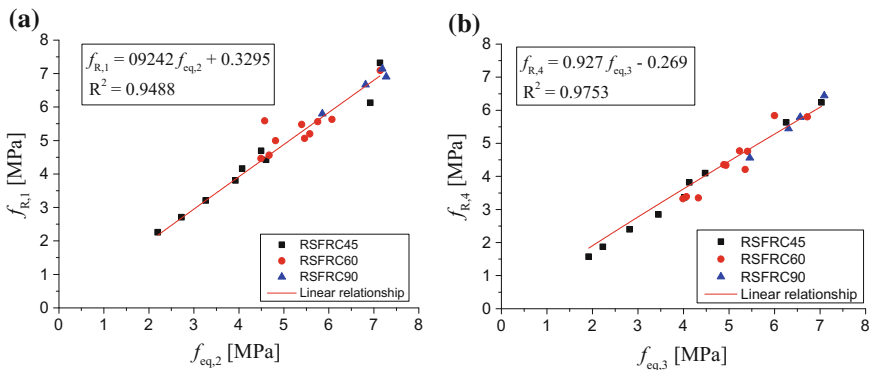 (a)
f_R,1 = 09242 f_eq,2 + 0.3295
R² = 0.9488
f_R,1 [MPa]
8
7
6
5
4
3
2
1
0
RSFRC45
RSFRC60
RSFRC90
Linear relationship
0 1 2 3 4 5 6 7 8
f_eq,2 [MPa]
(b)
f_R,4 = 0.927 f_eq,3 - 0.269
R² = 0.9753
f_R,4 [MPa]
8
7
6
5
4
3
2
1
0
RSFRC45
RSFRC60
RSFRC90
Linear relationship
0 1 2 3 4 5 6 7 8
f_eq,3 [MPa]